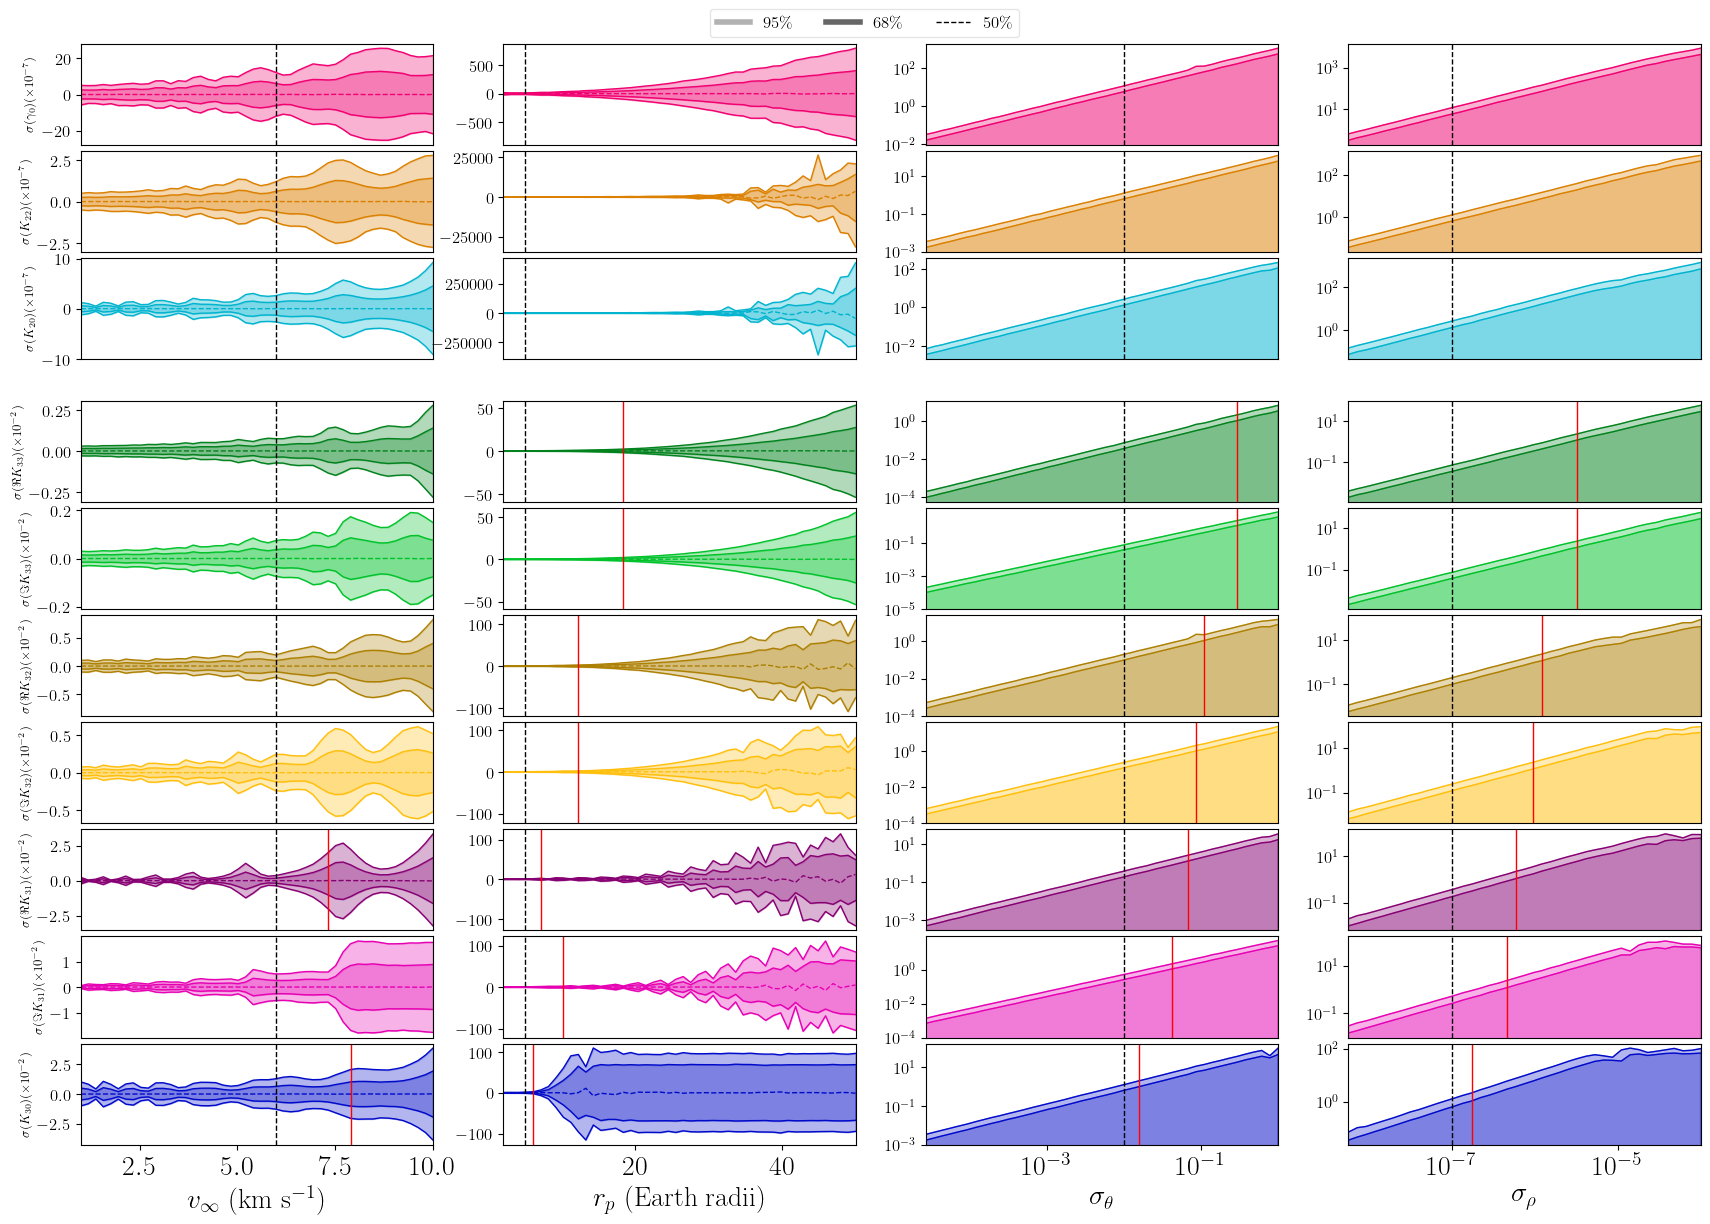 95% 68% 50%
σ(γ₀)(×10⁻⁷) 20 0 −20 500 0 −500 10² 10⁰ 10⁻² 10³ 10¹
σ(K₂₂)(×10⁻⁷) 2.5 0.0 −2.5 25000 0 −25000 10¹ 10⁻¹ 10⁻³ 10² 10⁰
σ(K₂₀)(×10⁻⁷) 10 0 −10 250000 0 −250000 10² 10⁰ 10⁻² 10² 10⁰
σ(ℜK₃₃)(×10⁻²) 0.25 0.00 −0.25 50 0 −50 10⁰ 10⁻² 10⁻⁴ 10¹ 10⁻¹
σ(ℑK₃₃)(×10⁻²) 0.2 0.0 −0.2 50 0 −50 10⁻¹ 10⁻³ 10⁻⁵ 10¹ 10⁻¹
σ(ℜK₃₂)(×10⁻²) 0.5 0.0 −0.5 100 0 −100 10⁰ 10⁻² 10⁻⁴ 10¹ 10⁻¹
σ(ℑK₃₂)(×10⁻²) 0.5 0.0 −0.5 100 0 −100 10⁰ 10⁻² 10⁻⁴ 10¹ 10⁻¹
σ(ℜK₃₁)(×10⁻²) 2.5 0.0 −2.5 100 0 −100 10¹ 10⁻¹ 10⁻³ 10¹ 10⁻¹
σ(ℑK₃₁)(×10⁻²) 1 0 −1 100 0 −100 10⁰ 10⁻² 10⁻⁴ 10¹ 10⁻¹
σ(K₃₀)(×10⁻²) 2.5 0.0 −2.5 100 0 −100 10¹ 10⁻¹ 10⁻³ 10² 10⁰
2.5 5.0 7.5 10.0 20 40 10⁻³ 10⁻¹ 10⁻⁷ 10⁻⁵
v∞ (km s⁻¹) rₚ (Earth radii) σ_θ σ_ρ